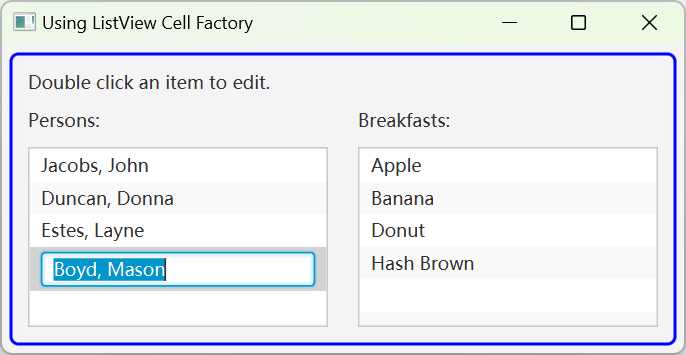 Using ListView Cell Factory
Double click an item to edit.
Persons:
Jacobs, John
Duncan, Donna
Estes, Layne
Boyd, Mason
Breakfasts:
Apple
Banana
Donut
Hash Brown